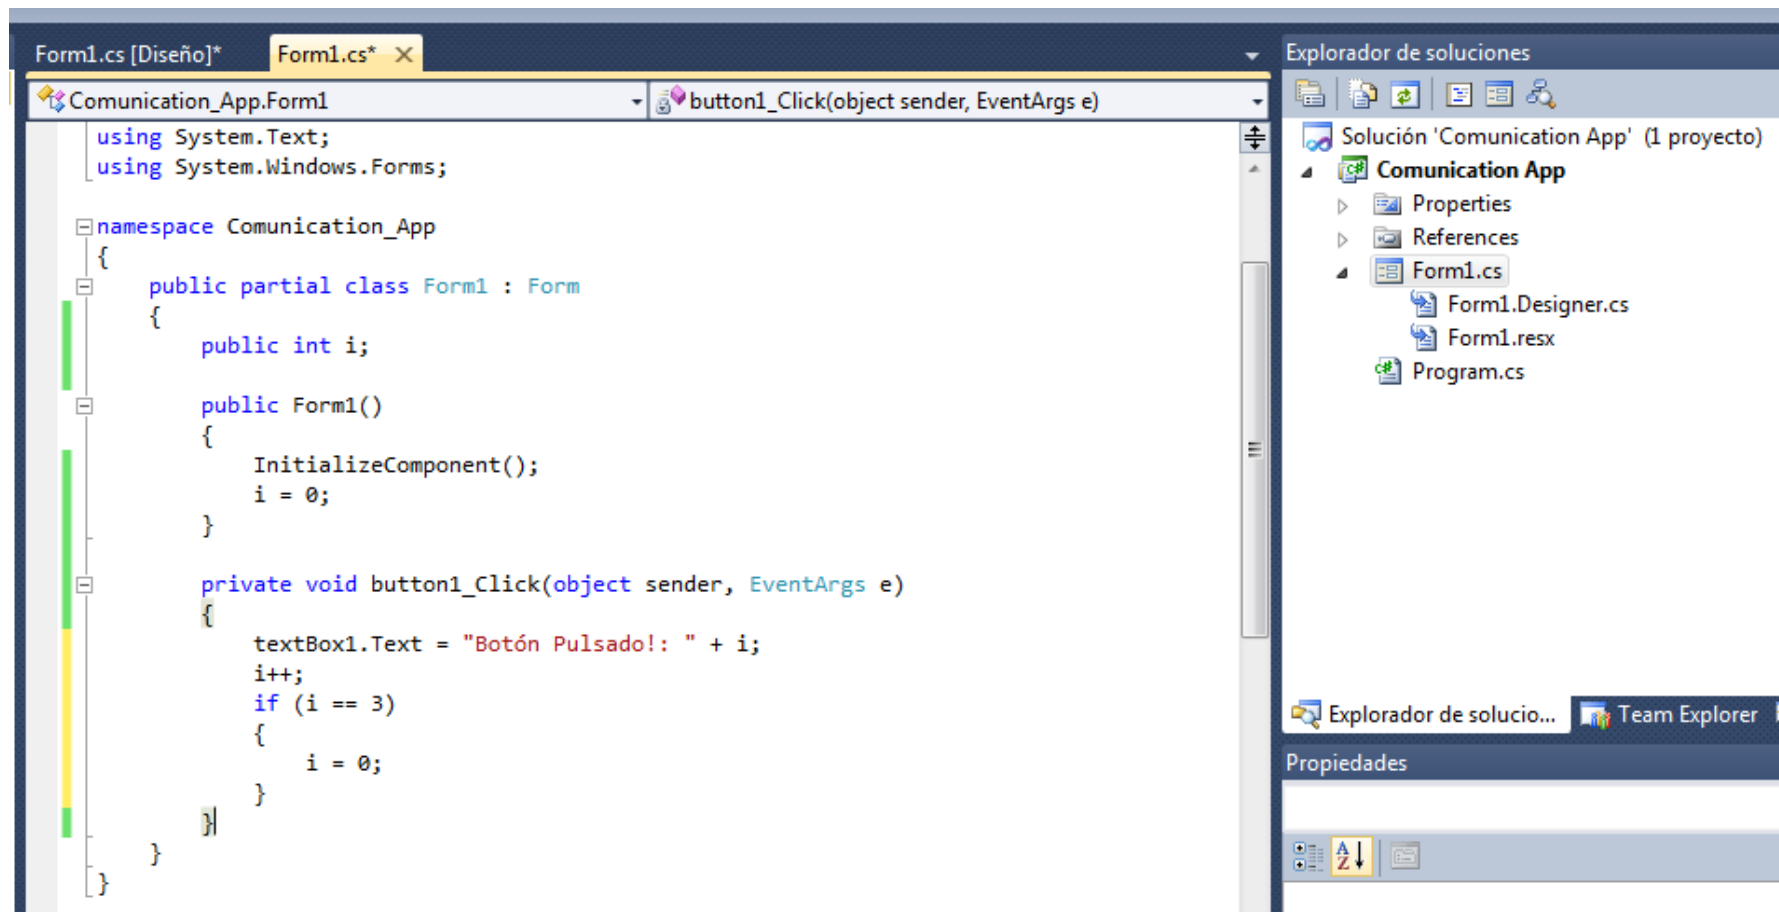 Form1.cs [Diseño]*
Form1.cs*
Comunication_App.Form1
button1_Click(object sender, EventArgs e)
using System.Text;
using System.Windows.Forms;
namespace Comunication_App
{
public partial class Form1 : Form
{
public int i;
public Form1()
{
InitializeComponent();
i = 0;
}
private void button1_Click(object sender, EventArgs e)
{
textBox1.Text = "Botón Pulsado!: " + i;
i++;
if (i == 3)
{
i = 0;
}
}
}
}
Explorador de soluciones
Solución 'Comunication App' (1 proyecto)
Comunication App
Properties
References
Form1.cs
Form1.Designer.cs
Form1.resx
Program.cs
Explorador de solucio...
Team Explorer
Propiedades